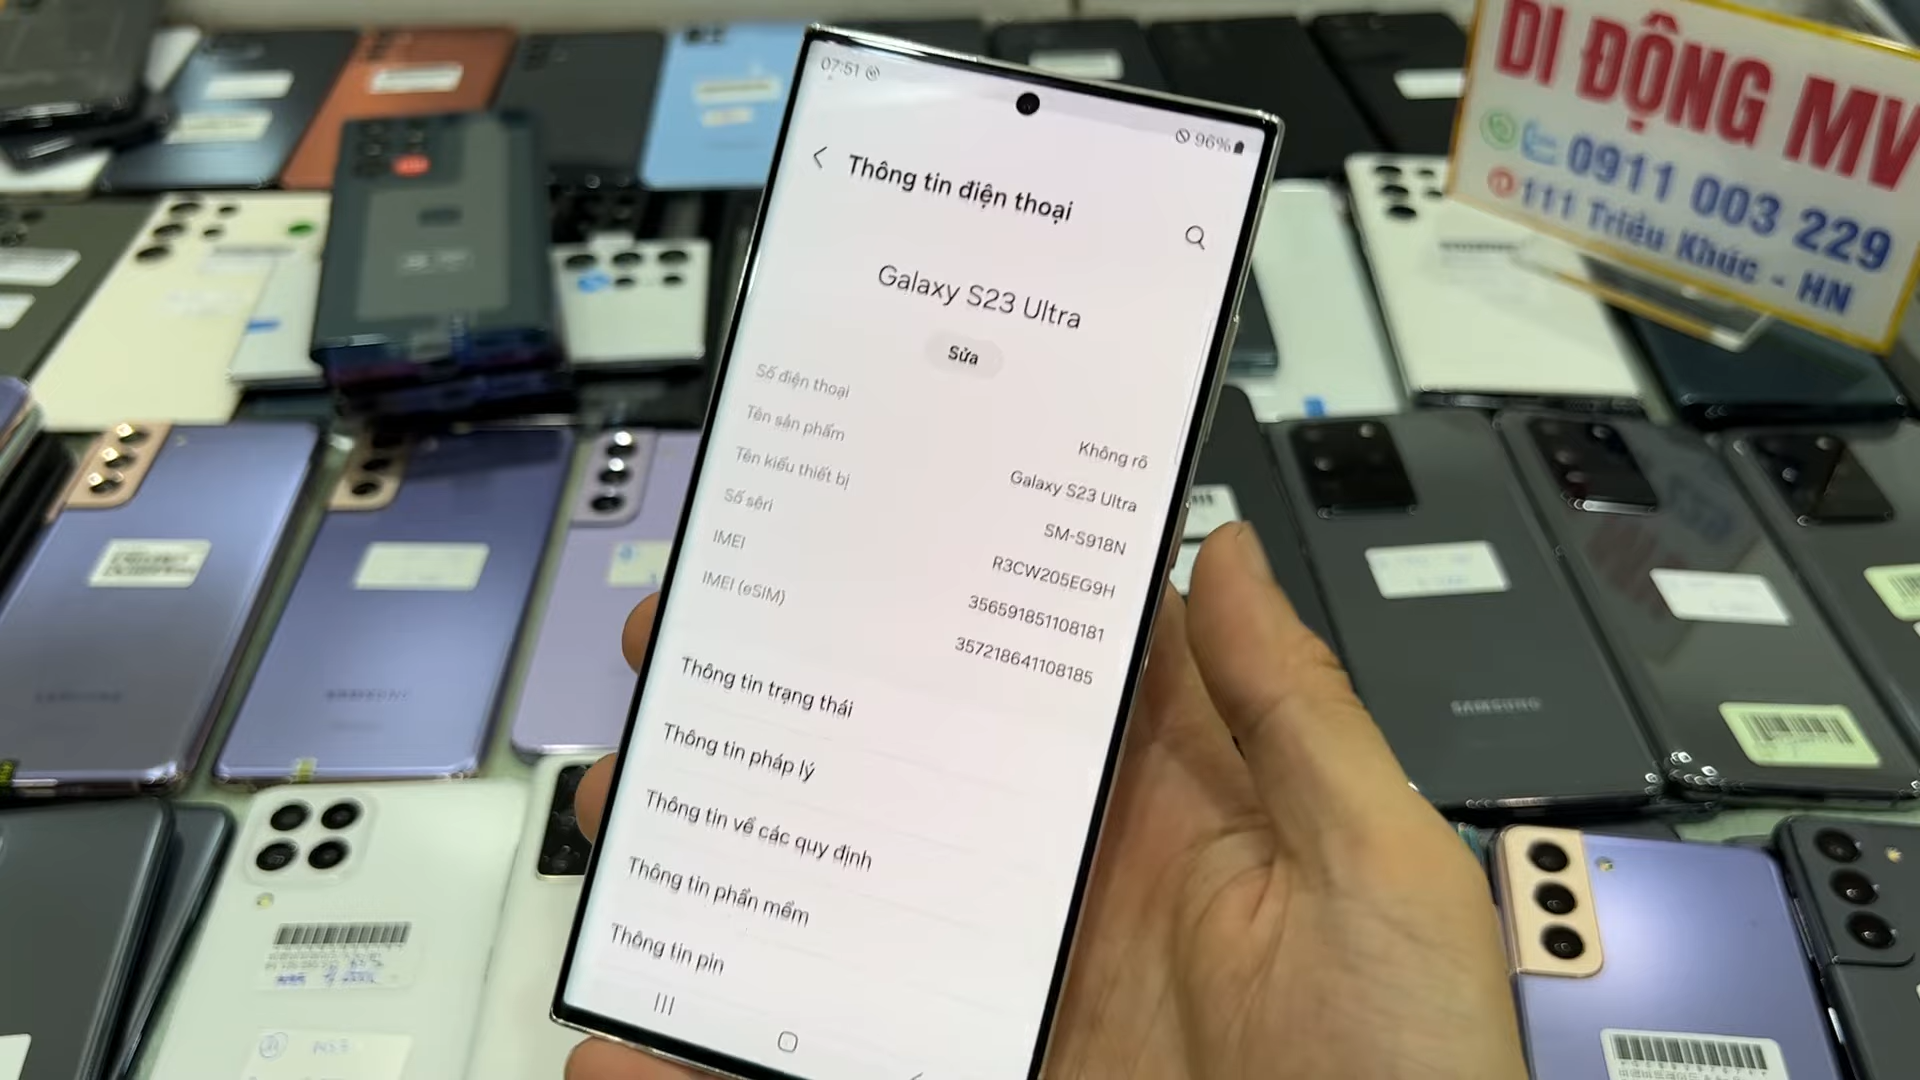 07:51
96%
Thông tin điện thoại
Galaxy S23 Ultra
Sửa
Số điện thoại
Không rõ
Tên sản phẩm
Galaxy S23 Ultra
Tên kiểu thiết bị
SM-S918N
Số sêri
R3CW205EG9H
IMEI
356591851108181
IMEI (eSIM)
357218641108185
Thông tin trạng thái
Thông tin pháp lý
Thông tin về các quy định
Thông tin phần mềm
Thông tin pin
DI ĐỘNG MV
0911 003 229
111 Triều Khúc - HN
SAMSUNG
SAMSUNG
SAMSUNG